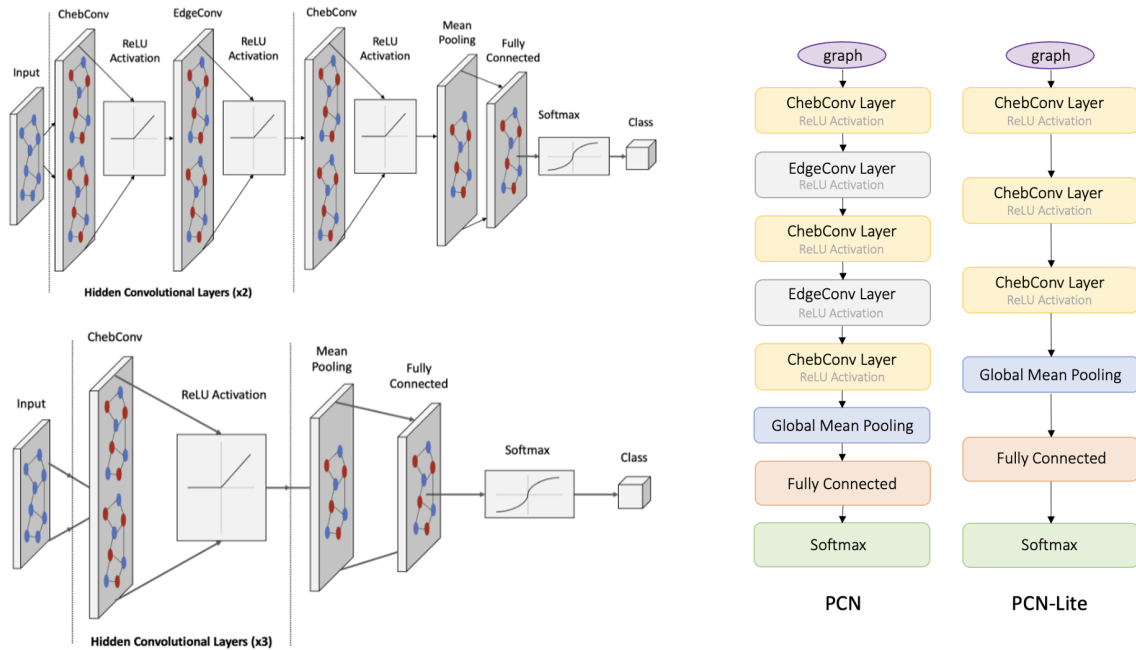 ChebConv
EdgeConv
ChebConv
Input
ReLU
Activation
ReLU
Activation
ReLU
Activation
Mean
Pooling
Fully
Connected
Softmax
Class
Hidden Convolutional Layers (x2)
ChebConv
Input
ReLU Activation
Mean
Pooling
Fully
Connected
Softmax
Class
Hidden Convolutional Layers (x3)
graph
ChebConv Layer
ReLU Activation
EdgeConv Layer
ReLU Activation
ChebConv Layer
ReLU Activation
EdgeConv Layer
ReLU Activation
ChebConv Layer
ReLU Activation
Global Mean Pooling
Fully Connected
Softmax
PCN
graph
ChebConv Layer
ReLU Activation
ChebConv Layer
ReLU Activation
ChebConv Layer
ReLU Activation
Global Mean Pooling
Fully Connected
Softmax
PCN-Lite